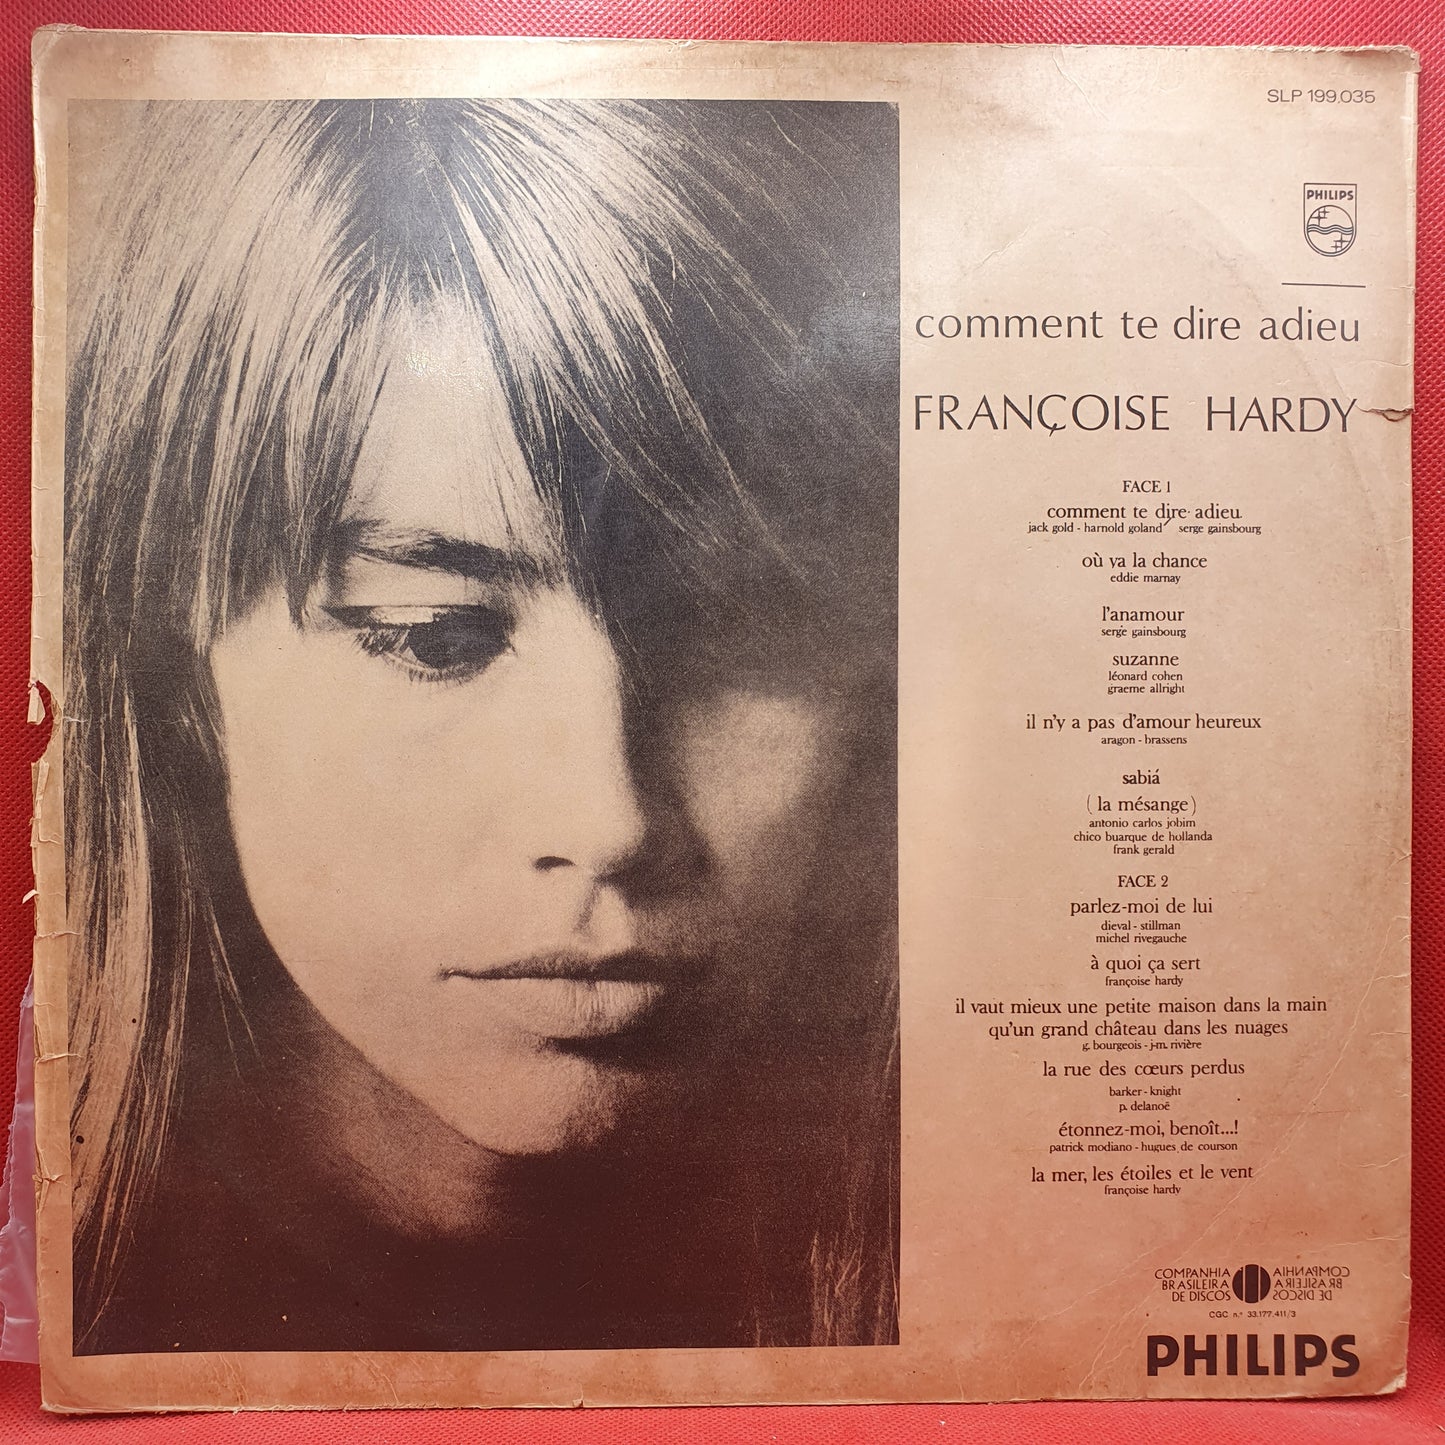 SLP 199.035
PHILIPS
comment te dire adieu
FRANÇOISE HARDY
FACE 1
comment te dire adieu
jack gold - harnold goland / serge gainsbourg
où va la chance
eddie marnay
l'anamour
serge gainsbourg
suzanne
léonard cohen
graeme allright
il n'y a pas d'amour heureux
aragon - brassens
sabiá
( la mésange )
antonio carlos jobim
chico buarque de hollanda
frank gerald
FACE 2
parlez-moi de lui
dieval - stillman
michel rivegauche
à quoi ça sert
françoise hardy
il vaut mieux une petite maison dans la main
qu'un grand château dans les nuages
g. bourgeois - j-m. rivière
la rue des cœurs perdus
barker - knight
p. delanoë
étonnez-moi, benoît...!
patrick modiano - hugues de courson
la mer, les étoiles et le vent
françoise hardy
COMPANHIA COMPANHIA
BRASILEIRA BRASILEIRA
DE DISCOS DE DISCOS
CGC n.º 33.177.411/3
PHILIPS